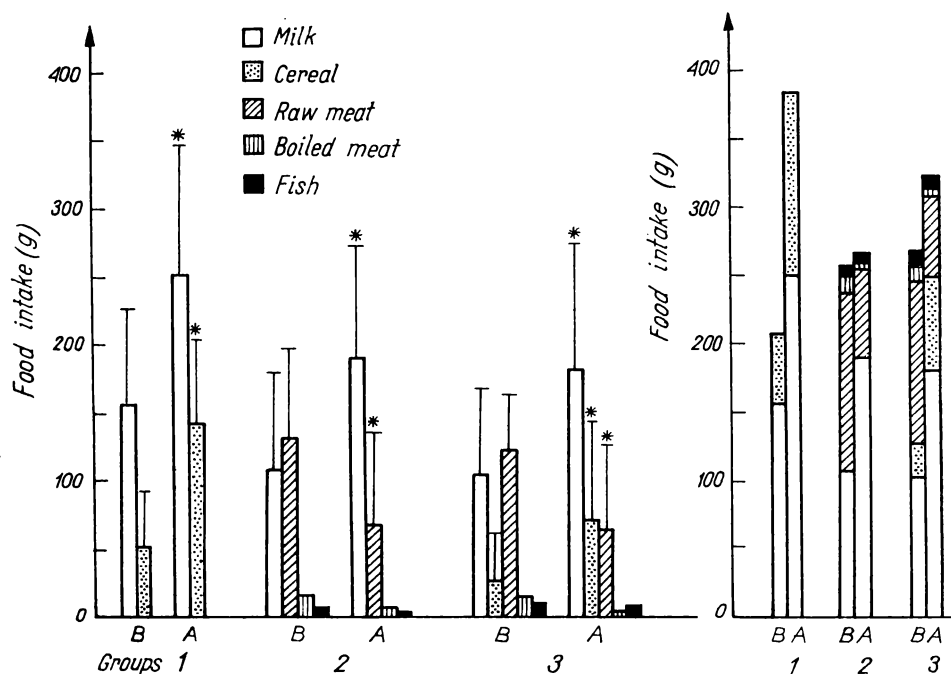 Milk
Cereal
Raw meat
Boiled meat
Fish
Food intake (g)
400
300
200
100
0
* * * * * * *
B A B A B A
Groups 1 2 3
Food intake (g)
400
300
200
100
0
B A B A B A
1 2 3